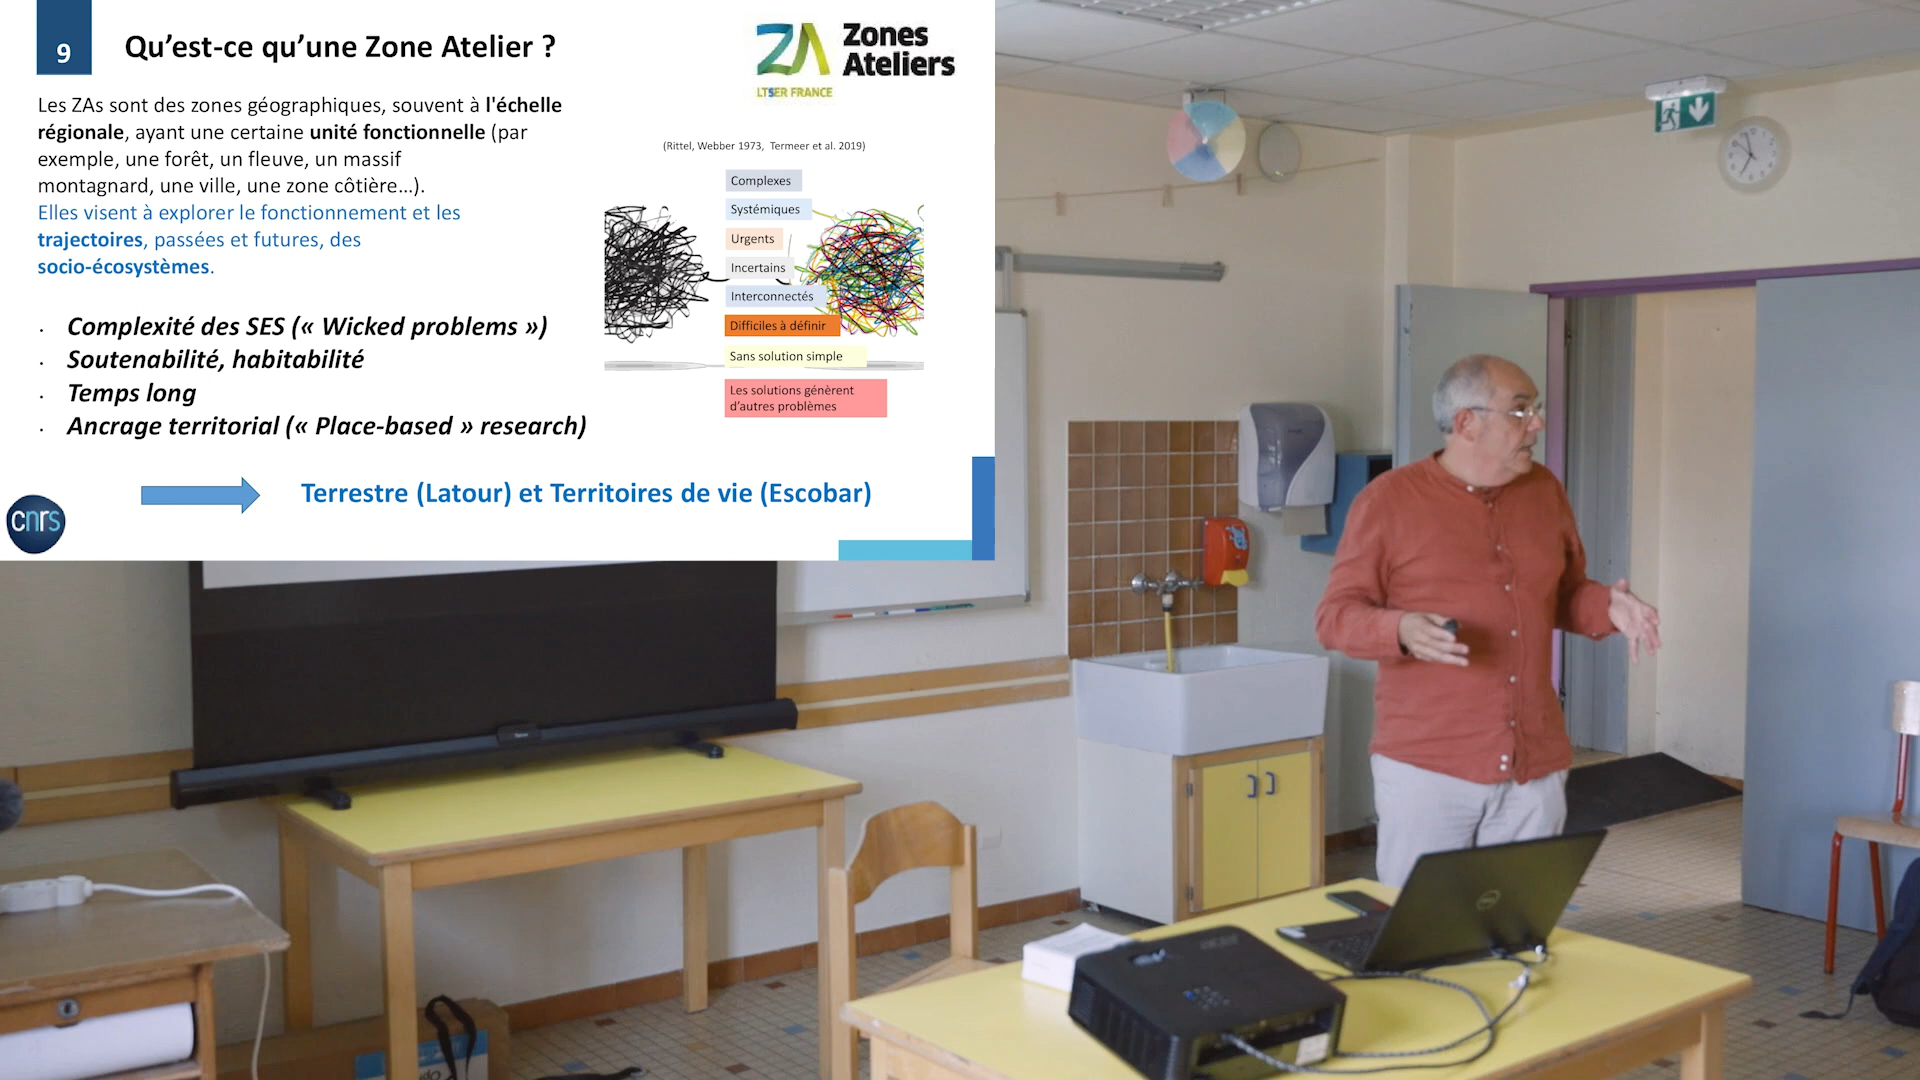 9
Qu’est-ce qu’une Zone Atelier ?
ZA
Zones
Ateliers
LTSER FRANCE
Les ZAs sont des zones géographiques, souvent à l'échelle
régionale, ayant une certaine unité fonctionnelle (par
exemple, une forêt, un fleuve, un massif
montagnard, une ville, une zone côtière...).
Elles visent à explorer le fonctionnement et les
trajectoires, passées et futures, des
socio-écosystèmes.
(Rittel, Webber 1973, Termeer et al. 2019)
Complexes
Systémiques
Urgents
Incertains
Interconnectés
Difficiles à définir
Sans solution simple
Les solutions génèrent
d’autres problèmes
· Complexité des SES (« Wicked problems »)
· Soutenabilité, habitabilité
· Temps long
· Ancrage territorial (« Place-based » research)
Terrestre (Latour) et Territoires de vie (Escobar)
cnrs
DELL